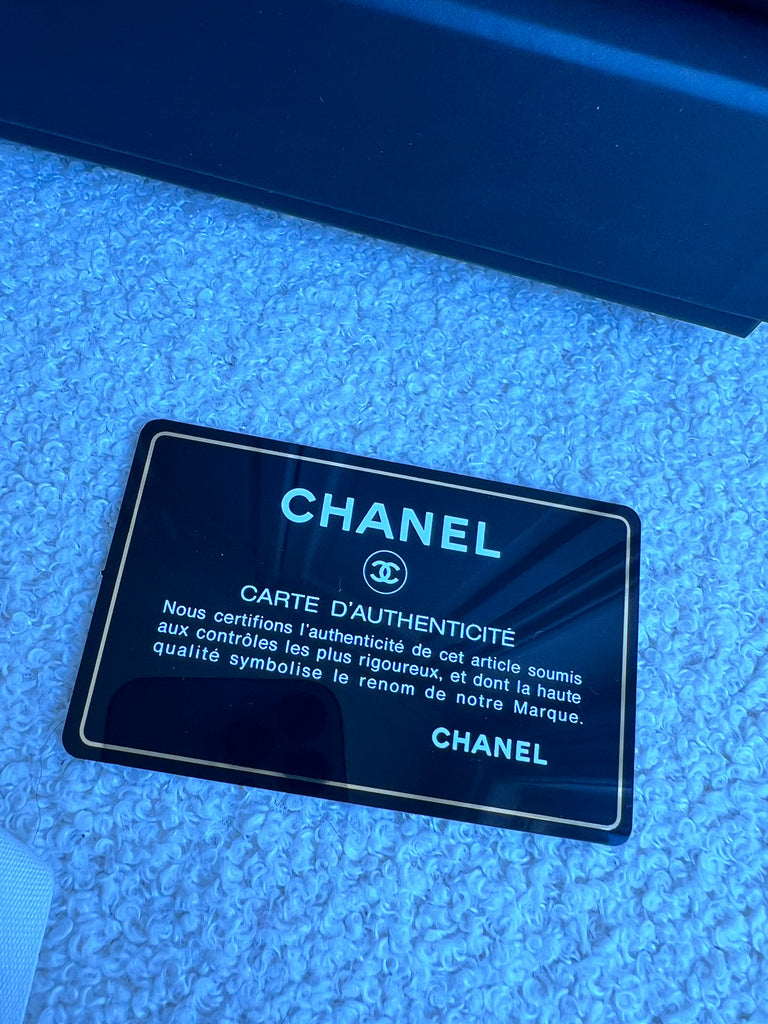 CHANEL
CARTE D'AUTHENTICITÉ
Nous certifions l'authenticité de cet article soumis
aux contrôles les plus rigoureux, et dont la haute
qualité symbolise le renom de notre Marque.
CHANEL